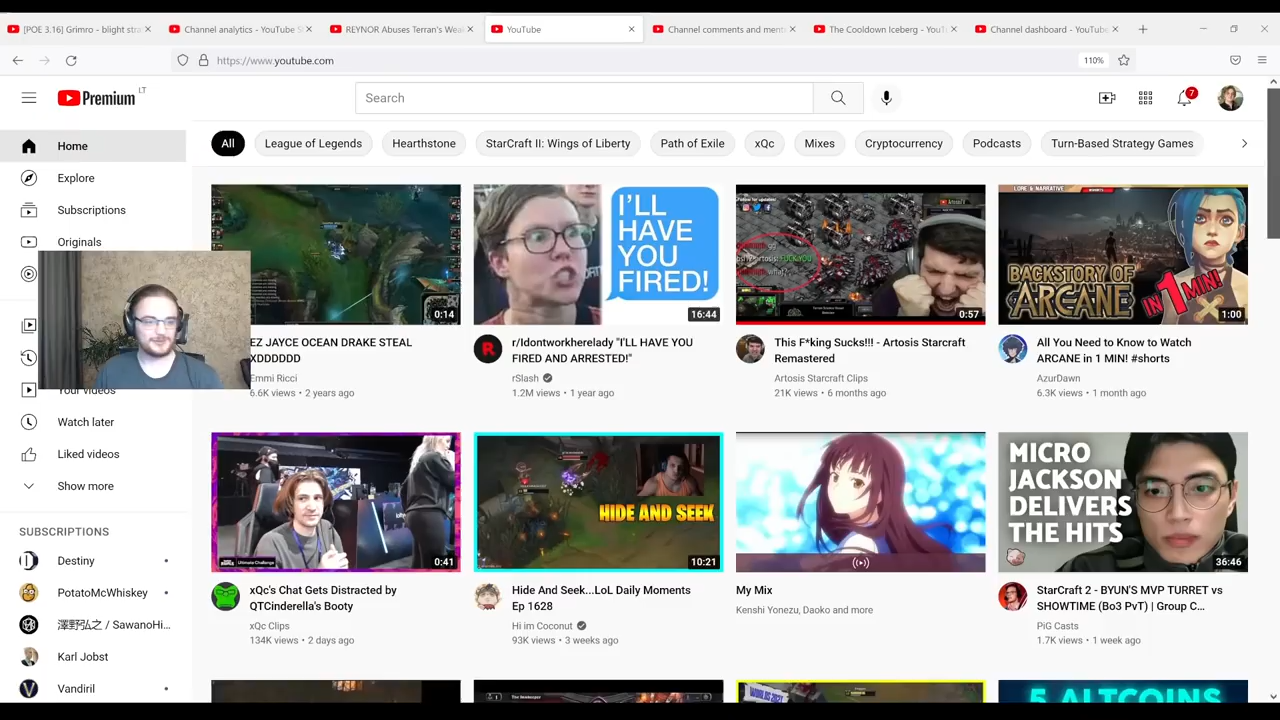 [POE 3.16] Grimro - blight strat
Channel analytics - YouTube S
REYNOR Abuses Terran's Wea
YouTube
Channel comments and ment
The Cooldown Iceberg - YouTu
Channel dashboard - YouTube
https://www.youtube.com
110%
Premium LT
Search
7
Home
Explore
Subscriptions
Originals
Your videos
Watch later
Liked videos
Show more
SUBSCRIPTIONS
Destiny
PotatoMcWhiskey
澤野弘之 / SawanoHi...
Karl Jobst
Vandiril
All
League of Legends
Hearthstone
StarCraft II: Wings of Liberty
Path of Exile
xQc
Mixes
Cryptocurrency
Podcasts
Turn-Based Strategy Games
0:14
EZ JAYCE OCEAN DRAKE STEAL
XDDDDDD
Emmi Ricci
6.6K views • 2 years ago
I'LL
HAVE
YOU
FIRED!
16:44
R
r/Idontworkherelady "I'LL HAVE YOU
FIRED AND ARRESTED!"
rSlash
1.2M views • 1 year ago
FUCK YOU
0:57
This F*king Sucks!!! - Artosis Starcraft
Remastered
Artosis Starcraft Clips
21K views • 6 months ago
LORE & NARRATIVE
BACKSTORY OF
ARCANE
IN 1 MIN!
1:00
All You Need to Know to Watch
ARCANE in 1 MIN! #shorts
AzurDawn
6.3K views • 1 month ago
Ultimate Challenge
0:41
xQc's Chat Gets Distracted by
QTCinderella's Booty
xQc Clips
134K views • 2 days ago
HIDE AND SEEK
10:21
Hide And Seek...LoL Daily Moments
Ep 1628
Hi im Coconut
93K views • 3 weeks ago
My Mix
Kenshi Yonezu, Daoko and more
MICRO
JACKSON
DELIVERS
THE HITS
36:46
StarCraft 2 - BYUN'S MVP TURRET vs
SHOWTIME (Bo3 PvT) | Group C...
PiG Casts
1.7K views • 1 week ago
5 ALTCOINS